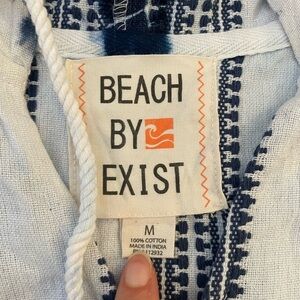 BEACH
BY
EXIST
M
100% COTTON
MADE IN INDIA